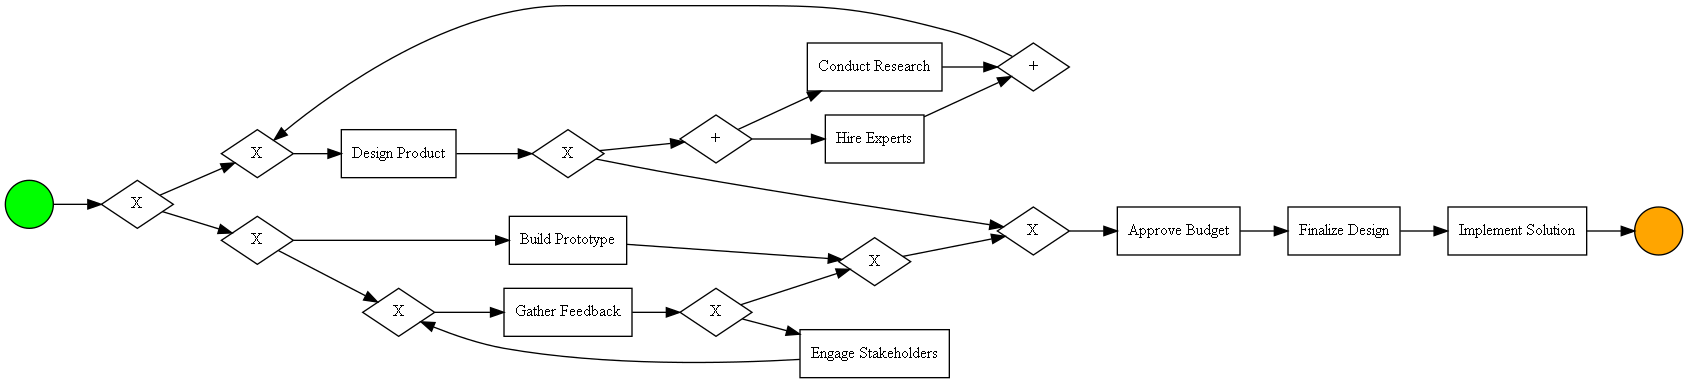 Conduct Research
+
X
Design Product
X
+
Hire Experts
X
X
Build Prototype
X
X
Approve Budget
Finalize Design
Implement Solution
X
Gather Feedback
X
Engage Stakeholders